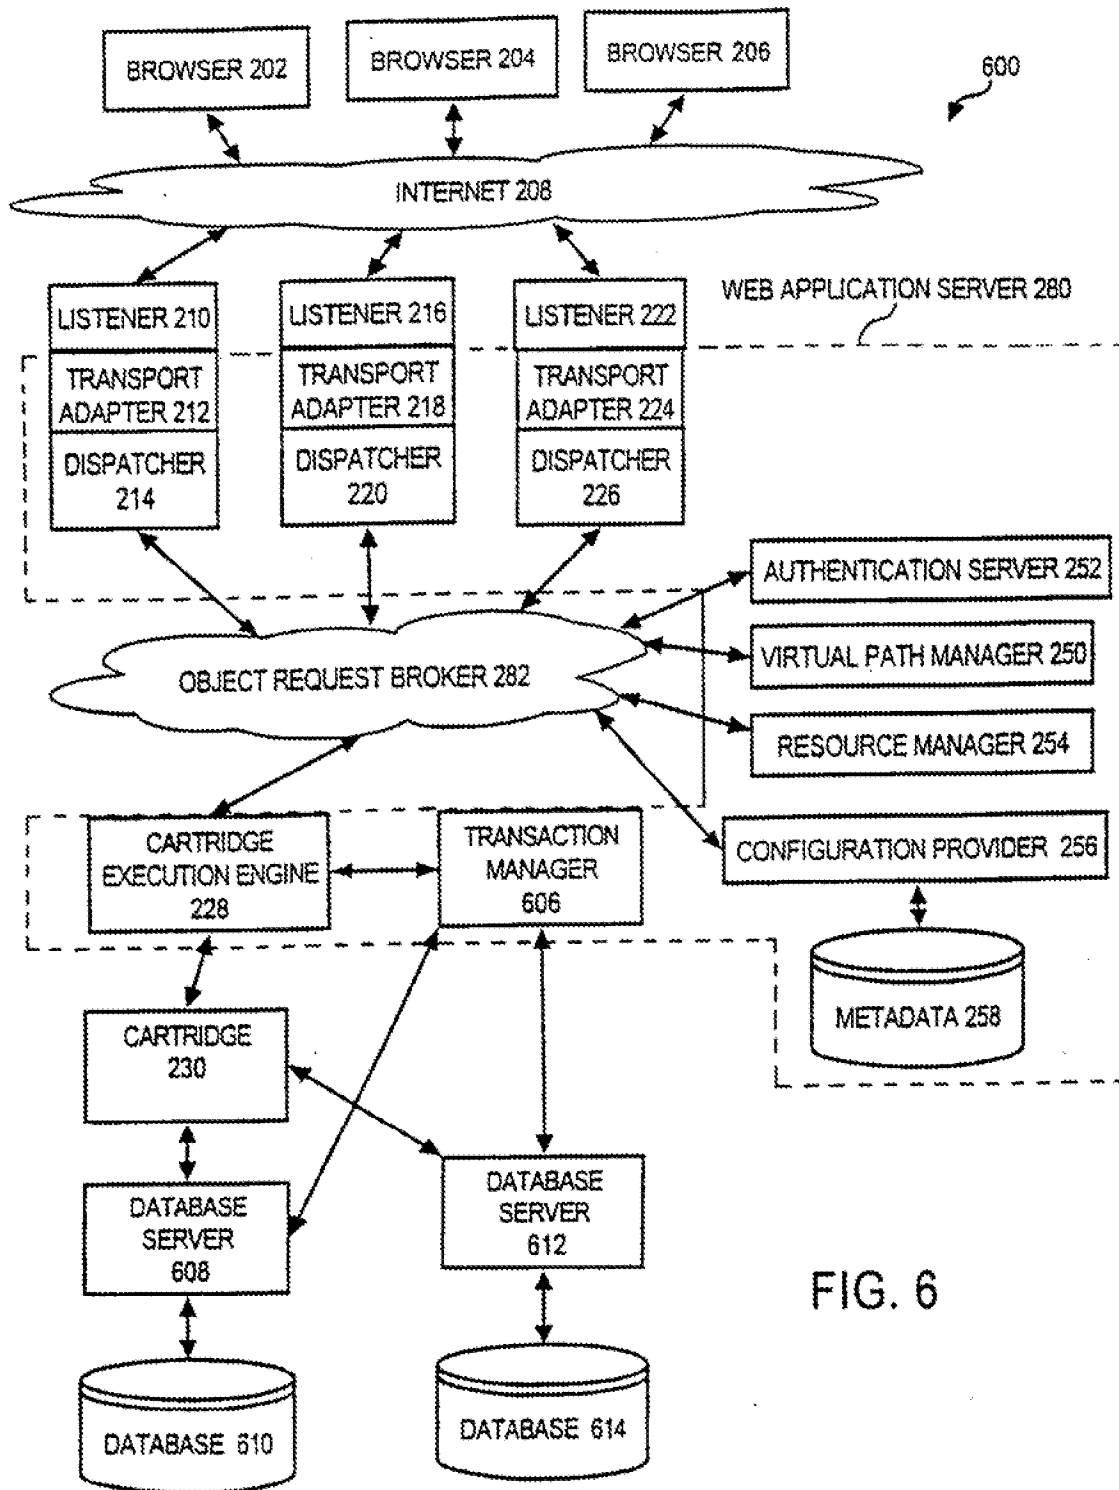 BROWSER 202
BROWSER 204
BROWSER 206
600
INTERNET 208
WEB APPLICATION SERVER 280
LISTENER 210
TRANSPORT
ADAPTER 212
DISPATCHER
214
LISTENER 216
TRANSPORT
ADAPTER 218
DISPATCHER
220
LISTENER 222
TRANSPORT
ADAPTER 224
DISPATCHER
226
AUTHENTICATION SERVER 252
VIRTUAL PATH MANAGER 250
OBJECT REQUEST BROKER 282
RESOURCE MANAGER 254
CARTRIDGE
EXECUTION ENGINE
228
TRANSACTION
MANAGER
606
CONFIGURATION PROVIDER 256
METADATA 258
CARTRIDGE
230
DATABASE
SERVER
608
DATABASE
SERVER
612
FIG. 6
DATABASE 610
DATABASE 614